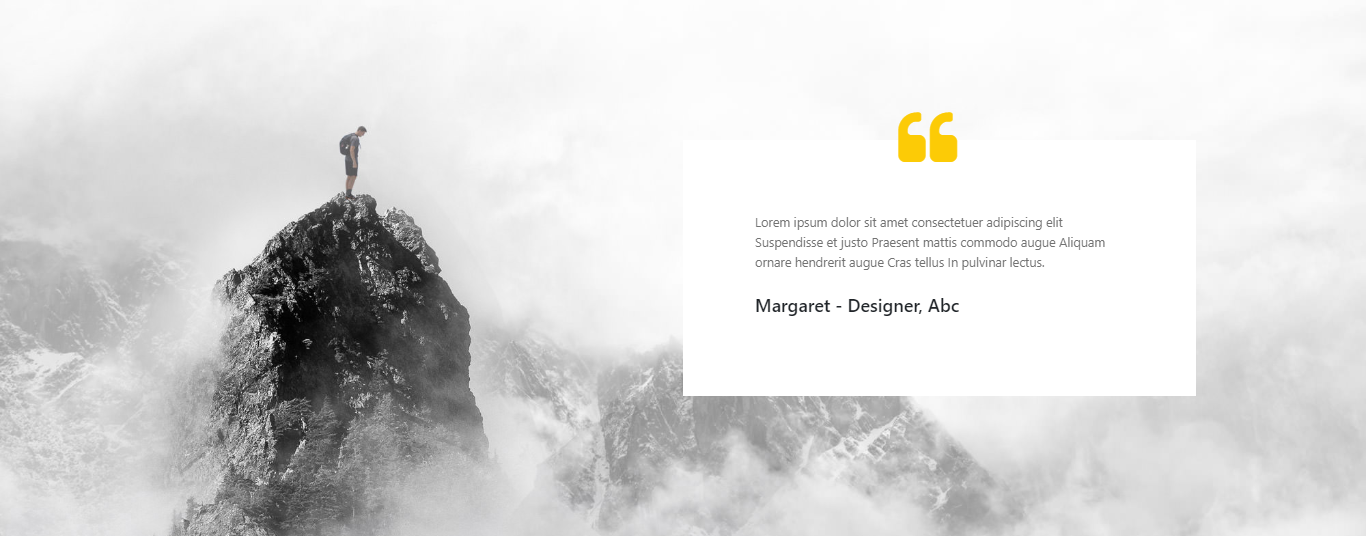 Lorem ipsum dolor sit amet consectetuer adipiscing elit
Suspendisse et justo Praesent mattis commodo augue Aliquam
ornare hendrerit augue Cras tellus In pulvinar lectus.
Margaret - Designer, Abc